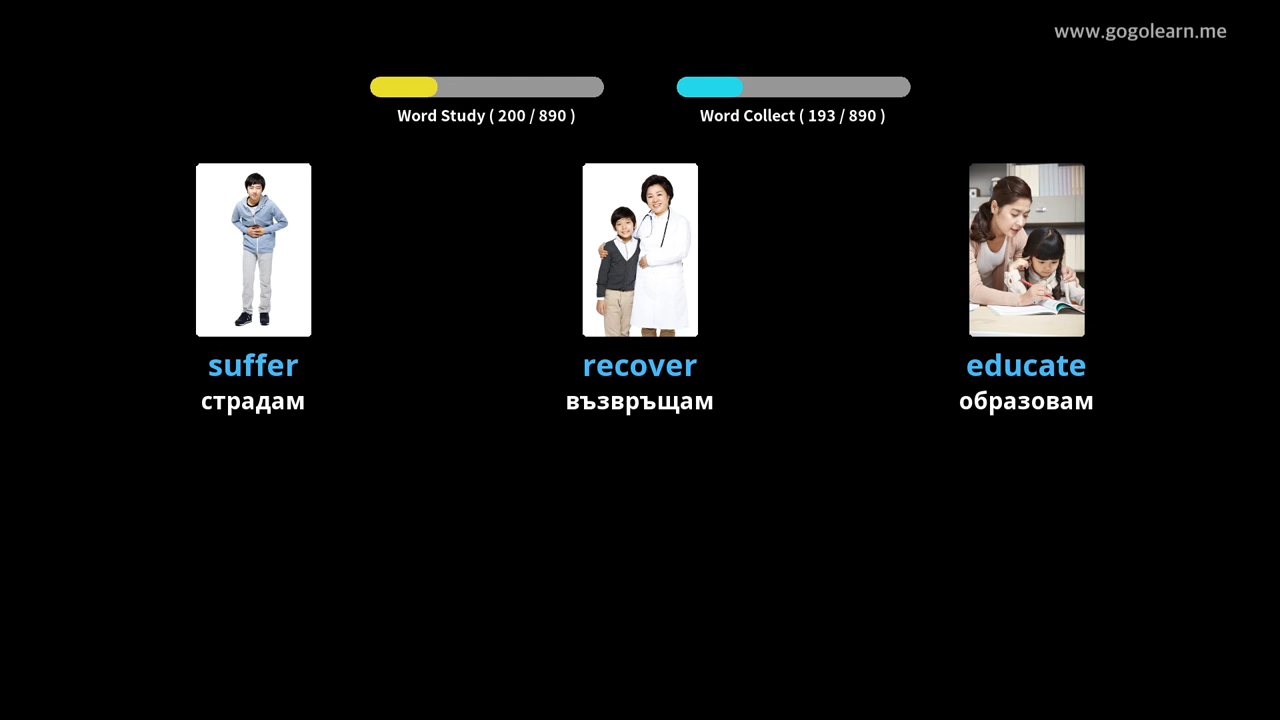 www.gogolearn.me
Word Study ( 200 / 890 )
Word Collect ( 193 / 890 )
suffer
страдам
recover
възвръщам
educate
образовам